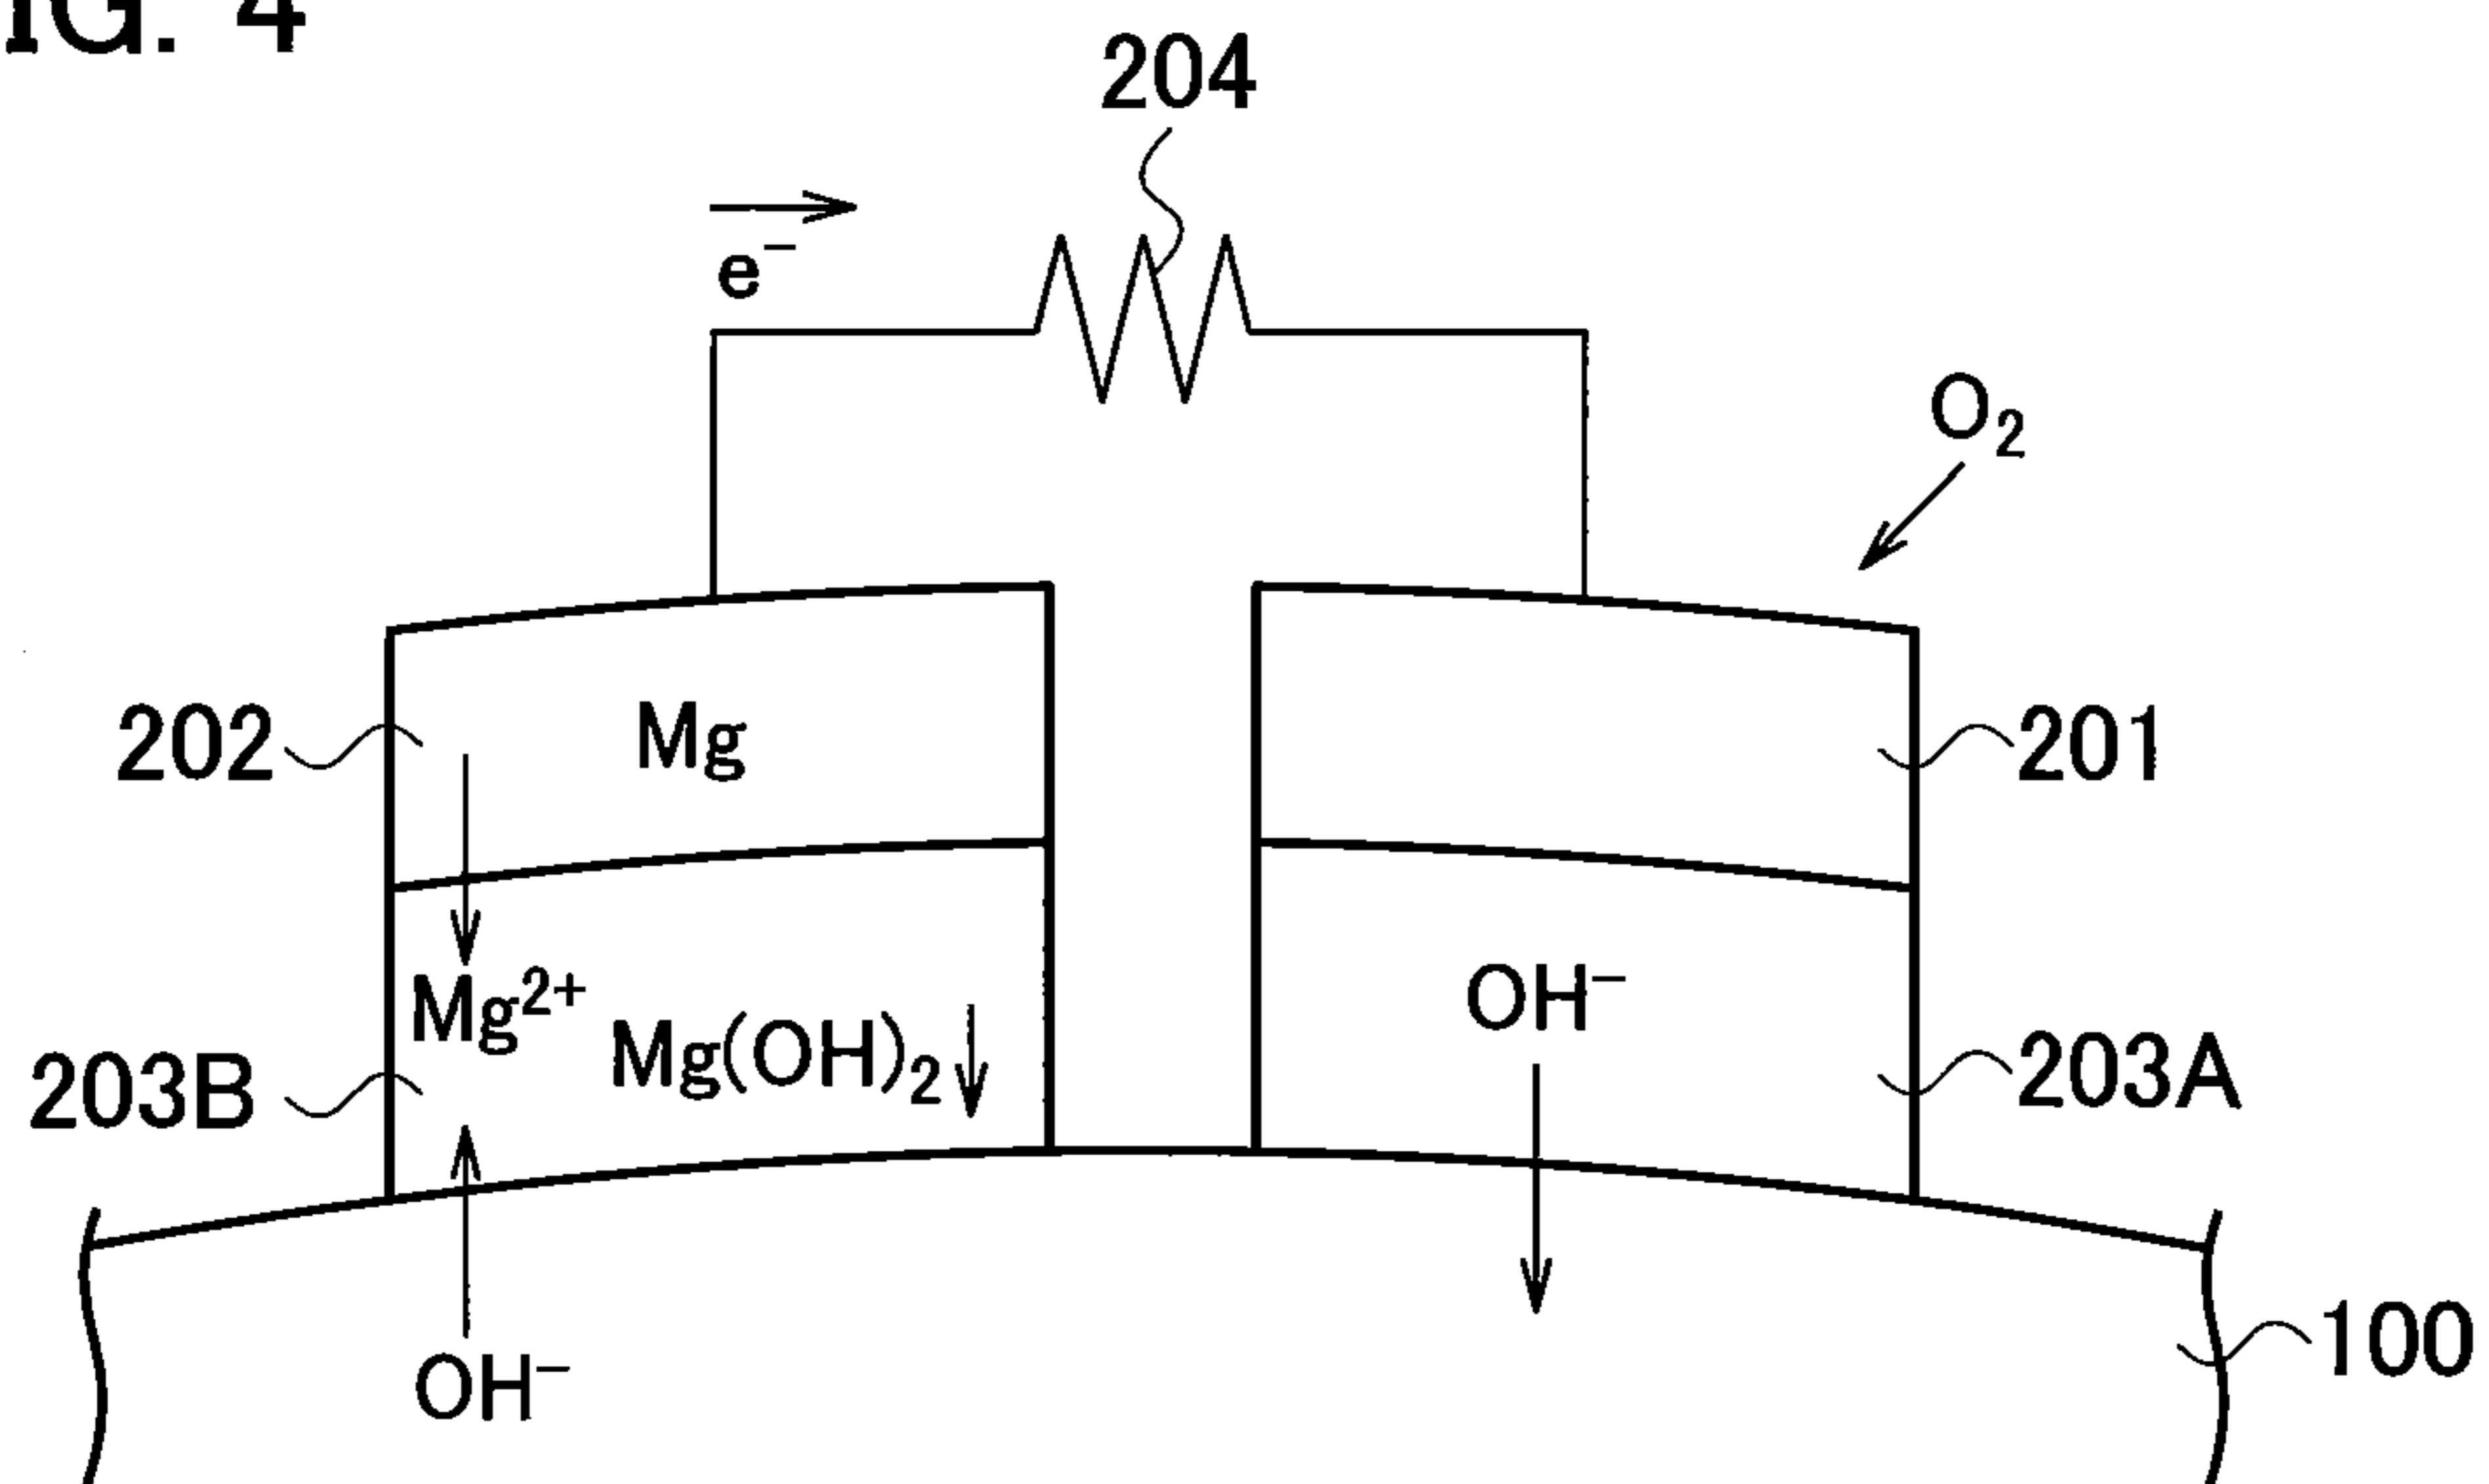 IG. 4
204
e⁻
O₂
202
Mg
201
Mg²⁺
Mg(OH)₂
OH⁻
203B
203A
OH⁻
100